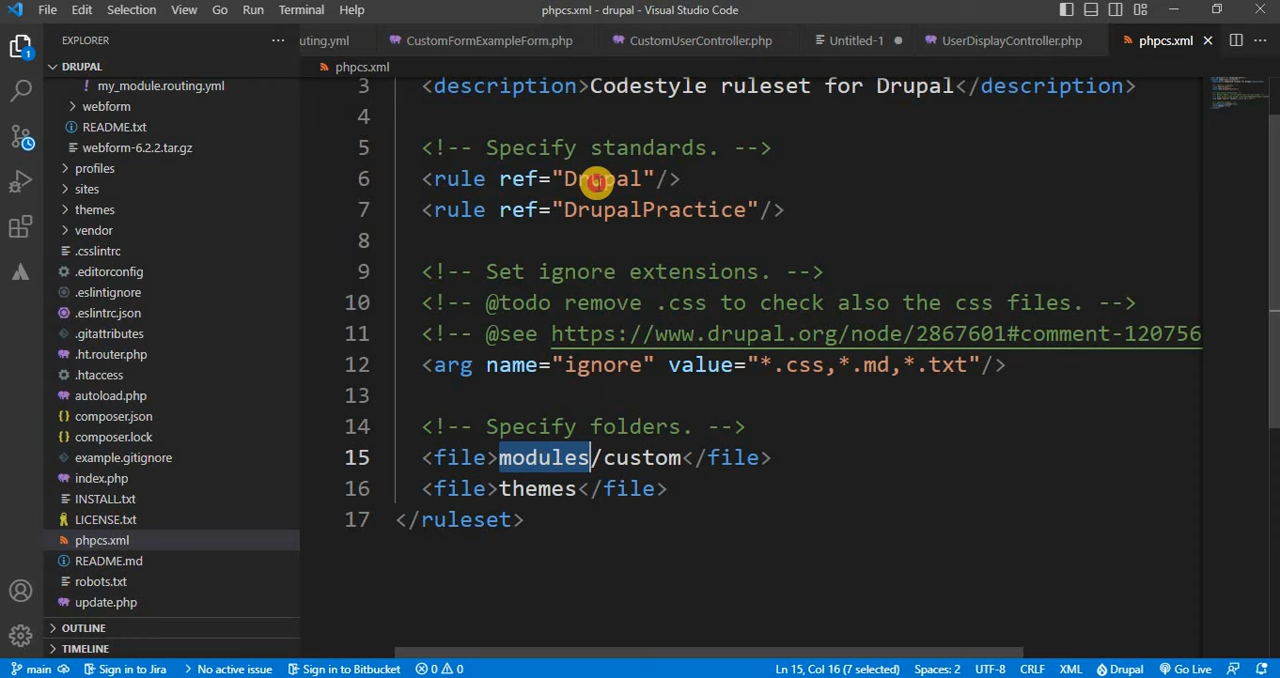 File Edit Selection View Go Run Terminal Help
phpcs.xml - drupal - Visual Studio Code
EXPLORER
uting.yml
CustomFormExampleForm.php
CustomUserController.php
Untitled-1
UserDisplayController.php
phpcs.xml
DRUPAL
my_module.routing.yml
webform
README.txt
webform-6.2.2.tar.gz
profiles
sites
themes
vendor
.csslintrc
.editorconfig
.eslintignore
.eslintrc.json
.gitattributes
.ht.router.php
.htaccess
autoload.php
composer.json
composer.lock
example.gitignore
index.php
INSTALL.txt
LICENSE.txt
phpcs.xml
README.md
robots.txt
update.php
OUTLINE
TIMELINE
1
phpcs.xml
3 <description>Codestyle ruleset for Drupal</description>
4
5 <!-- Specify standards. -->
6 <rule ref="Drupal"/>
7 <rule ref="DrupalPractice"/>
8
9 <!-- Set ignore extensions. -->
10 <!-- @todo remove .css to check also the css files. -->
11 <!-- @see https://www.drupal.org/node/2867601#comment-120756
12 <arg name="ignore" value="*.css,*.md,*.txt"/>
13
14 <!-- Specify folders. -->
15 <file>modules/custom</file>
16 <file>themes</file>
17 </ruleset>
main Sign in to Jira No active issue Sign in to Bitbucket 0 0 Ln 15, Col 16 (7 selected) Spaces: 2 UTF-8 CRLF XML Drupal Go Live